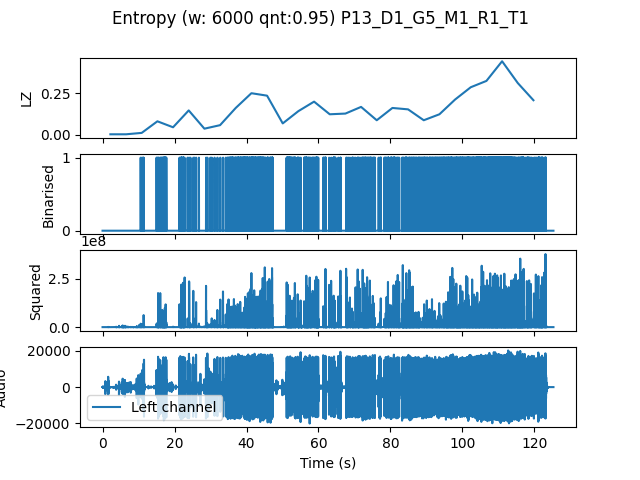 Entropy (w: 6000 qnt:0.95) P13_D1_G5_M1_R1_T1
LZ
0.25
0.00
Binarised
1
0
1e8
Squared
2.5
0.0
Audio
20000
0
−20000
Left channel
0 20 40 60 80 100 120
Time (s)